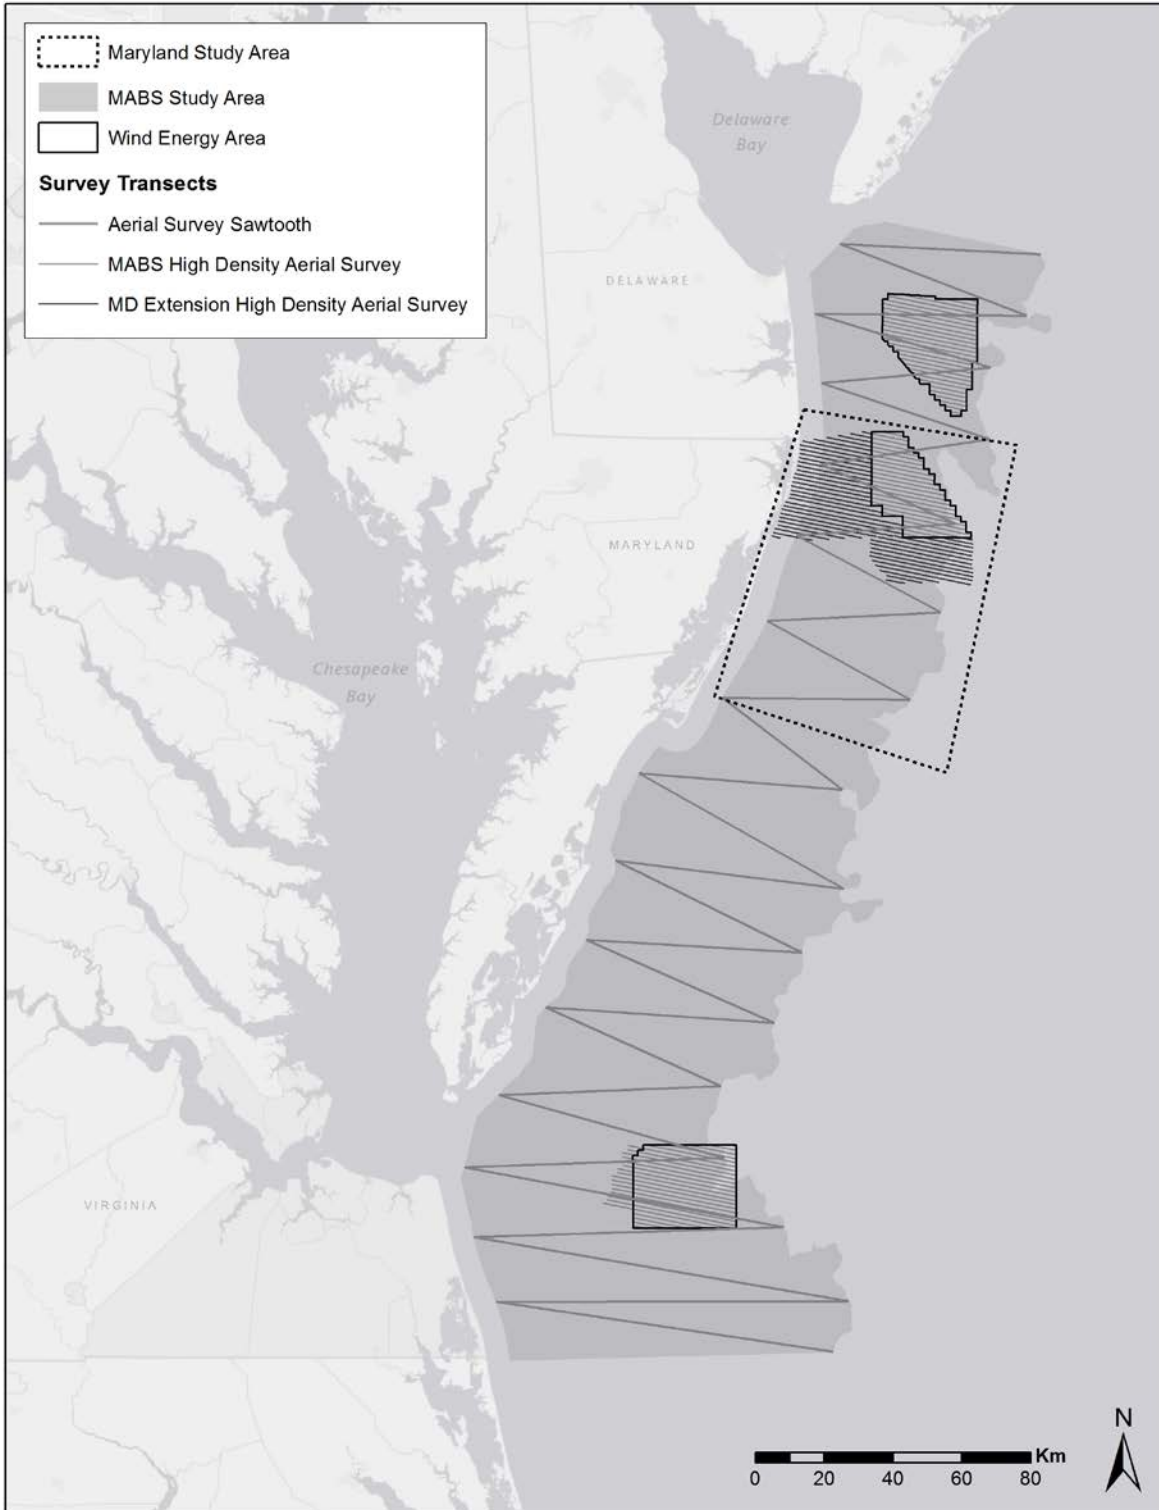 Maryland Study Area
MABS Study Area
Wind Energy Area
Survey Transects
Aerial Survey Sawtooth
MABS High Density Aerial Survey
MD Extension High Density Aerial Survey
Delaware
Bay
DELAWARE
MARYLAND
Chesapeake
Bay
VIRGINIA
N
Km
0 20 40 60 80